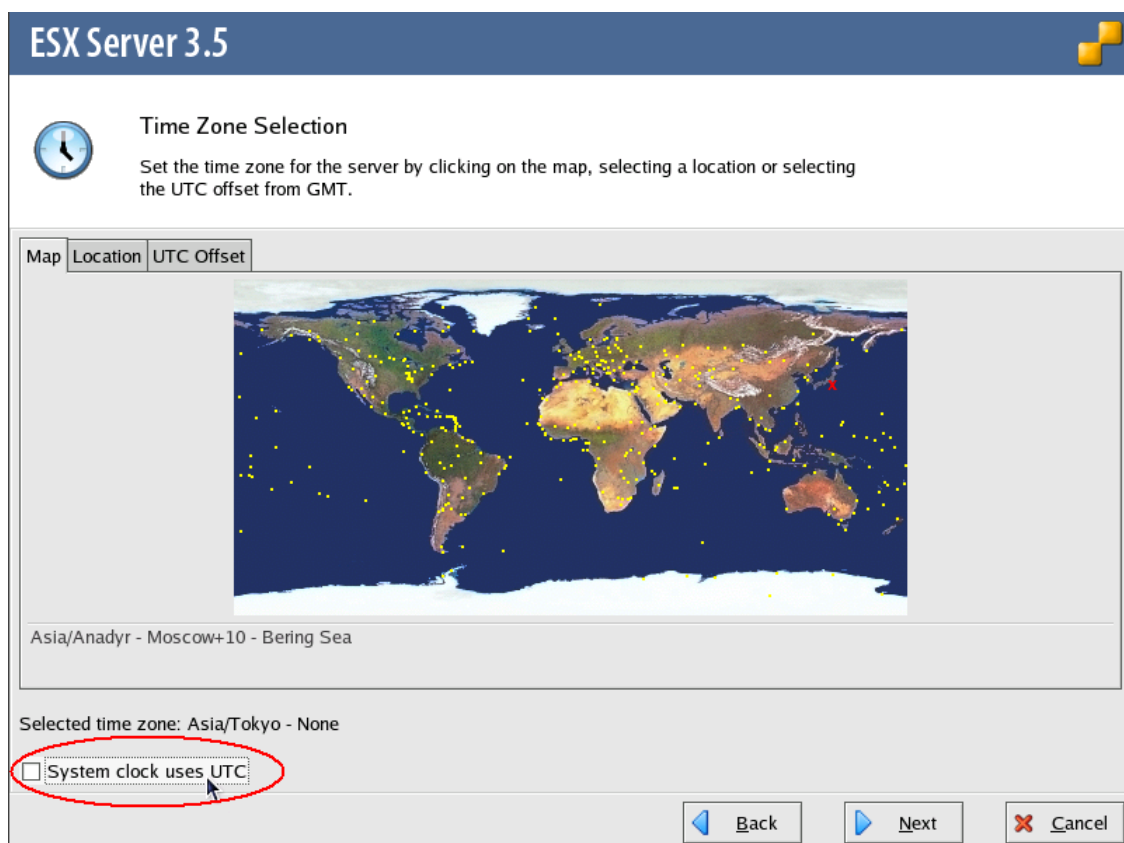 ESX Server 3.5
Time Zone Selection
Set the time zone for the server by clicking on the map, selecting a location or selecting
the UTC offset from GMT.
Map Location UTC Offset
Asia/Anadyr - Moscow+10 - Bering Sea
Selected time zone: Asia/Tokyo - None
System clock uses UTC
Back Next Cancel